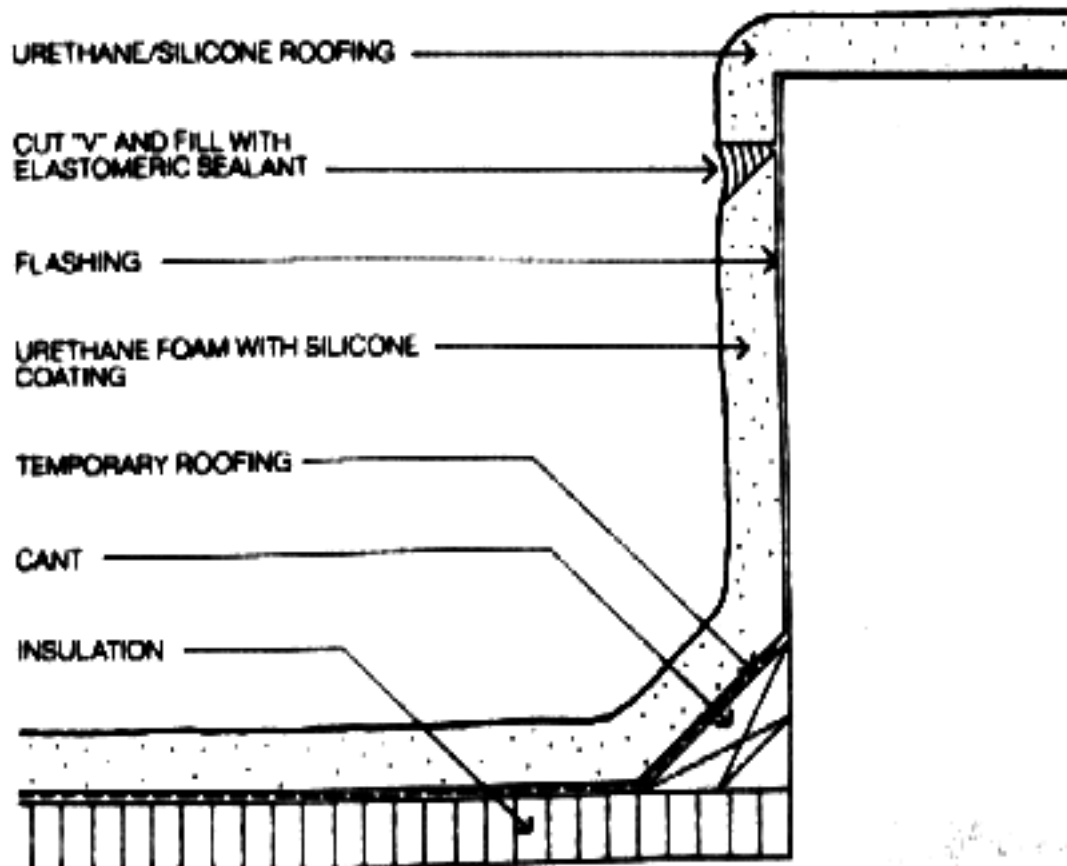 URETHANE/SILICONE ROOFING
CUT "V" AND FILL WITH
ELASTOMERIC SEALANT
FLASHING
URETHANE FOAM WITH SILICONE
COATING
TEMPORARY ROOFING
CANT
INSULATION